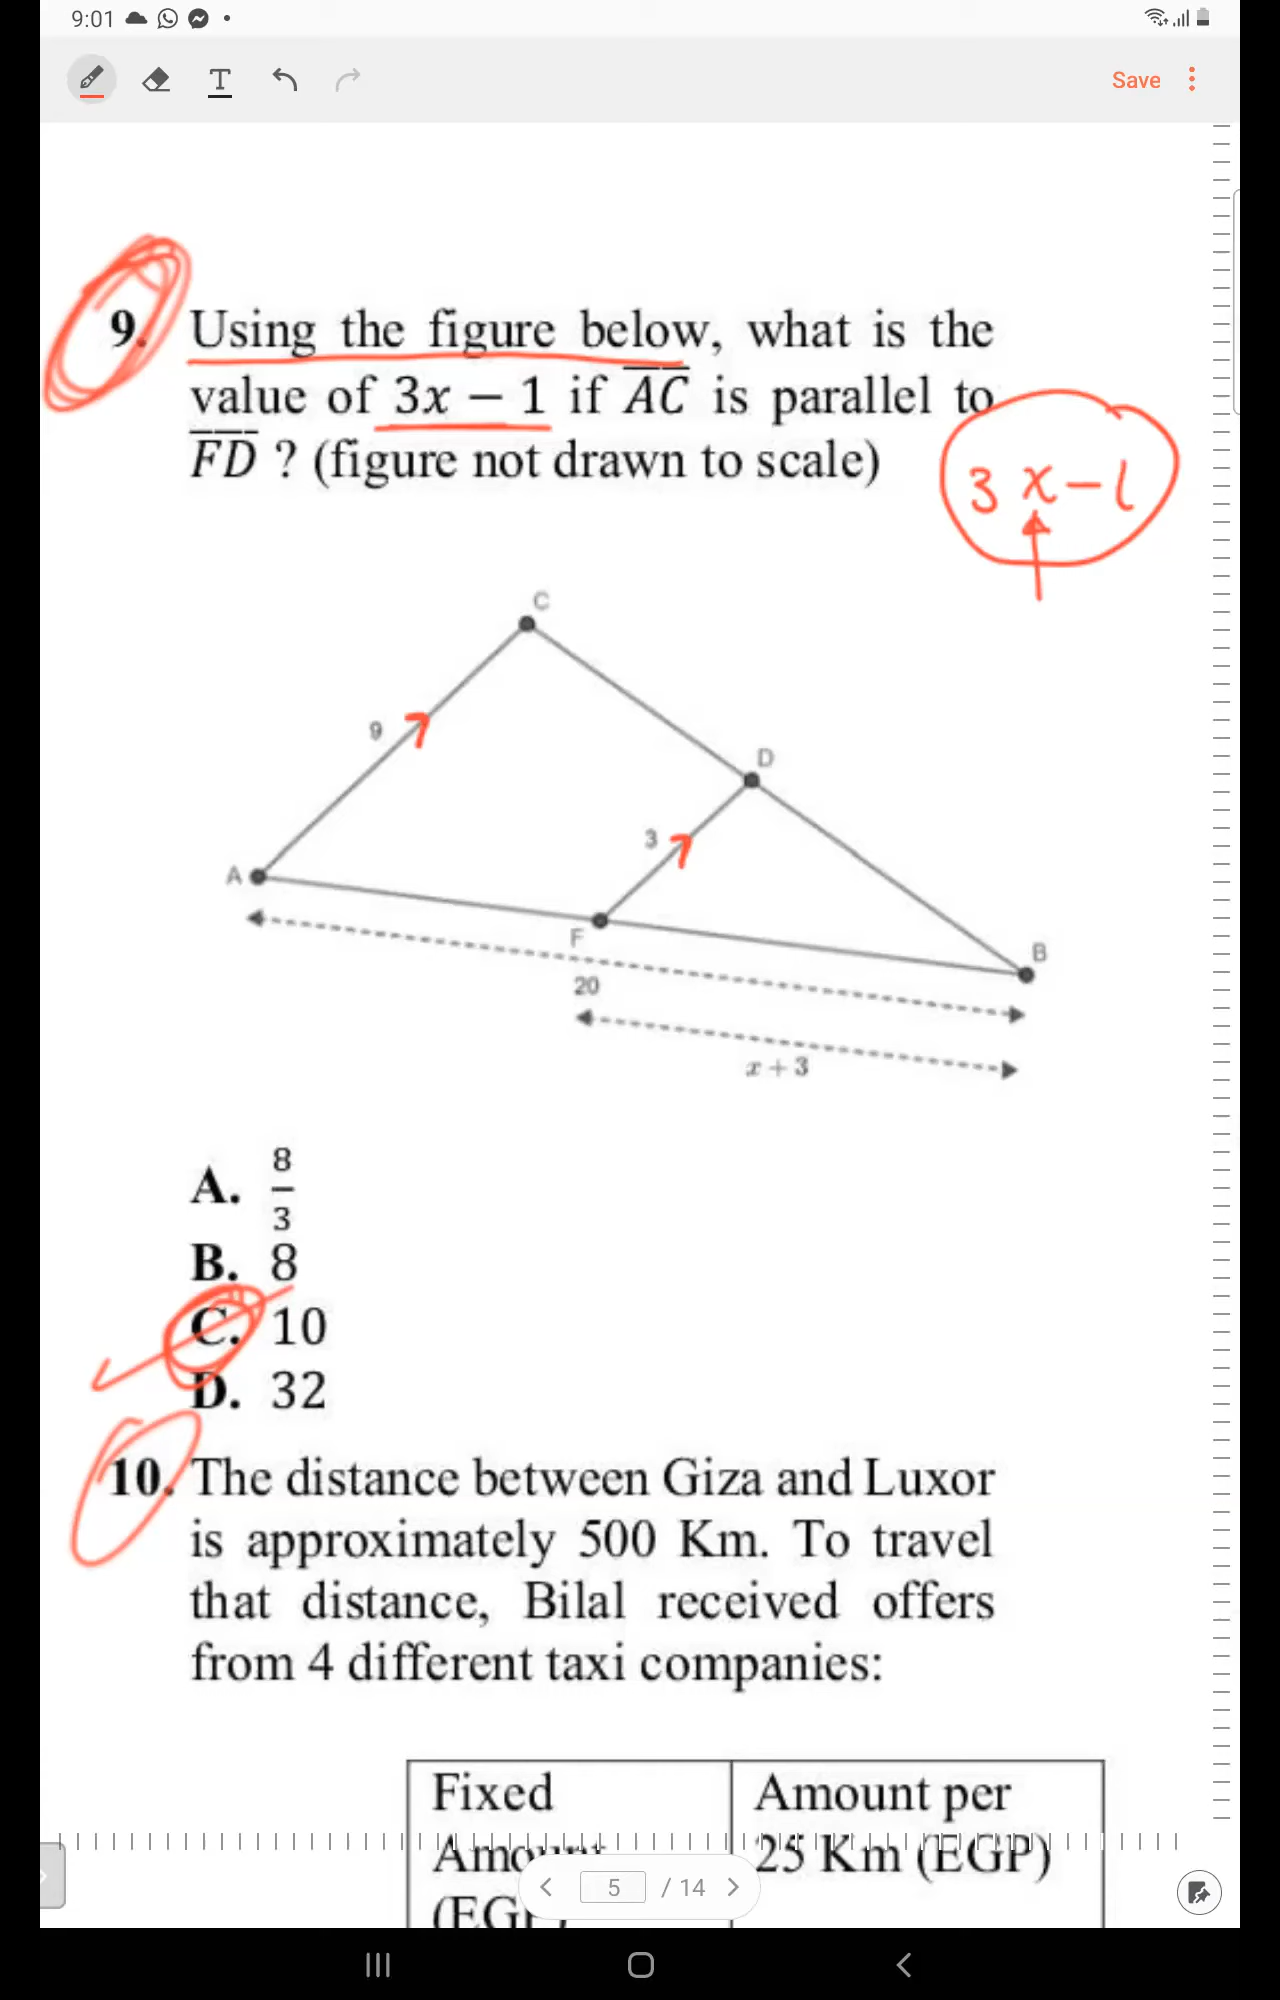 9:01
T
Save
9. Using the figure below, what is the
value of 3x − 1 if AC is parallel to
FD ? (figure not drawn to scale)
3x-1
C
9
D
3
A
F
B
20
x + 3
A. 8/3
B. 8
C. 10
D. 32
10. The distance between Giza and Luxor
is approximately 500 Km. To travel
that distance, Bilal received offers
from 4 different taxi companies:
Fixed
Amount per
25 Km (EGP)
5 / 14